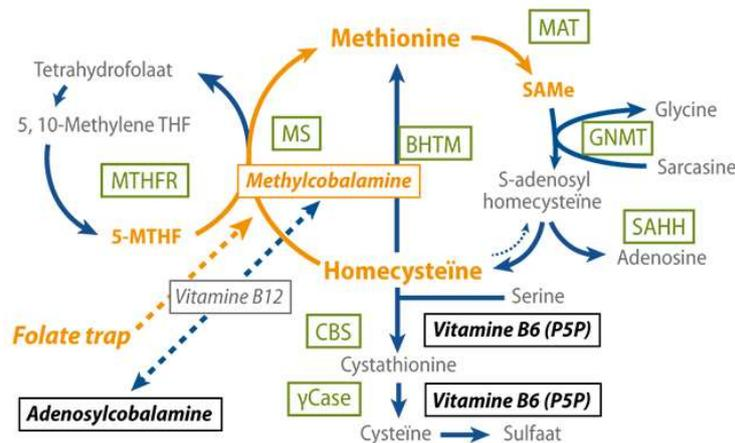 Methionine
MAT
Tetrahydrofolaat
SAMe
5, 10-Methylene THF
Glycine
MS
BHTM
GNMT
Sarcasine
MTHFR
Methylcobalamine
S-adenosyl
homecysteïne
5-MTHF
SAHH
Adenosine
Homecysteïne
Vitamine B12
Serine
Folate trap
CBS
Vitamine B6 (P5P)
Cystathionine
γCase
Vitamine B6 (P5P)
Adenosylcobalamine
Cysteïne
Sulfaat